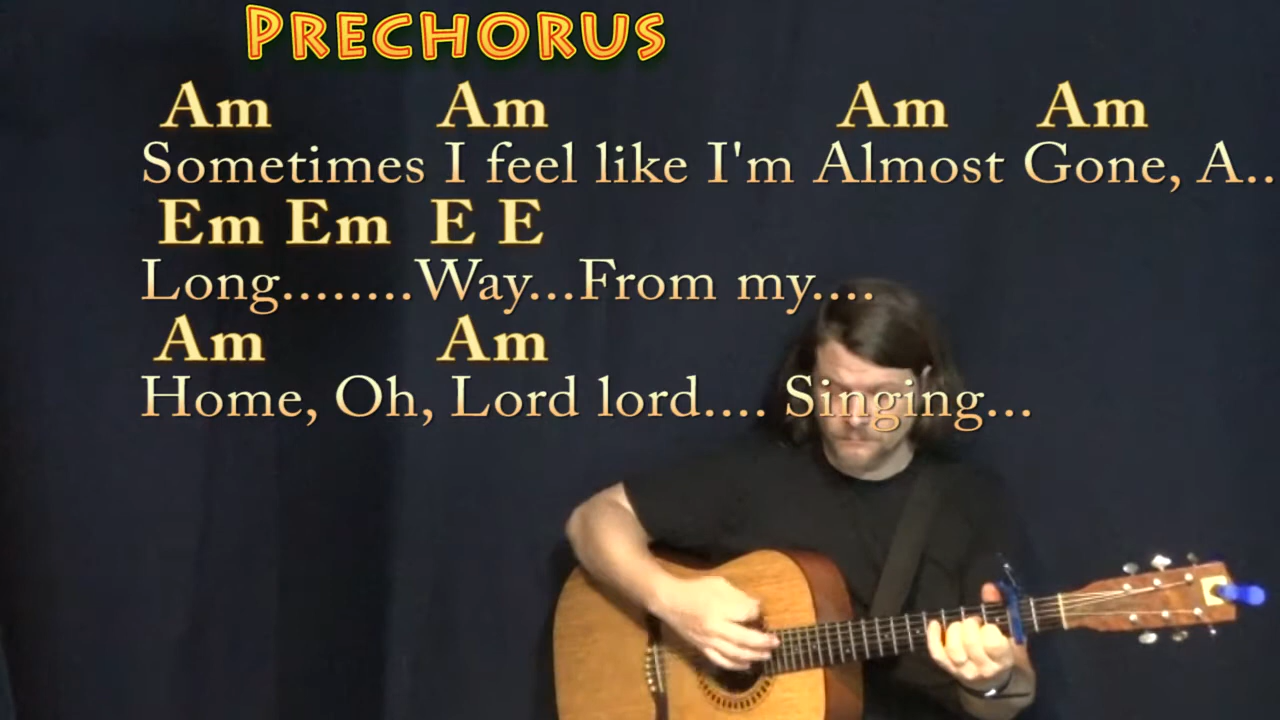 PRECHORUS
Am Am Am Am
Sometimes I feel like I'm Almost Gone, A..
Em Em E E
Long........Way...From my....
Am Am
Home, Oh, Lord lord.... Singing...